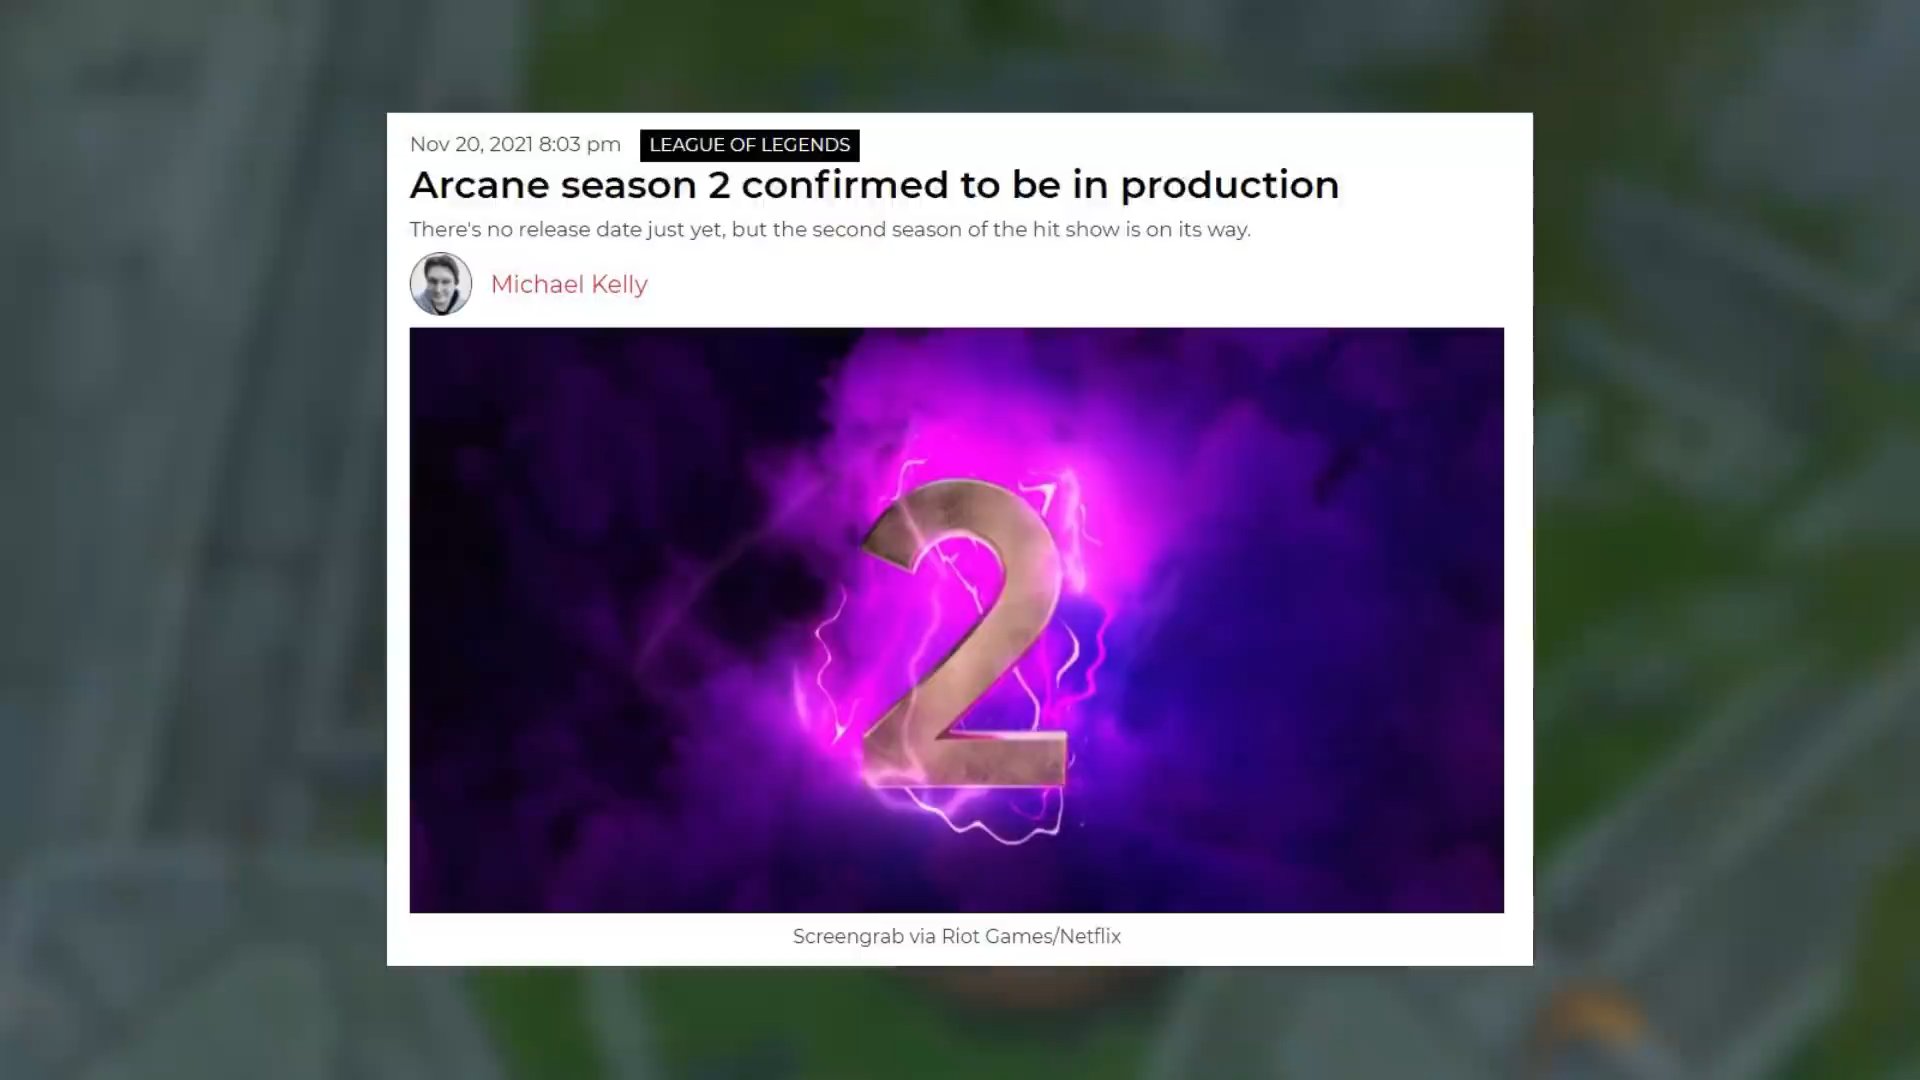 Nov 20, 2021 8:03 pm LEAGUE OF LEGENDS
Arcane season 2 confirmed to be in production
There's no release date just yet, but the second season of the hit show is on its way.
Michael Kelly
2
Screengrab via Riot Games/Netflix